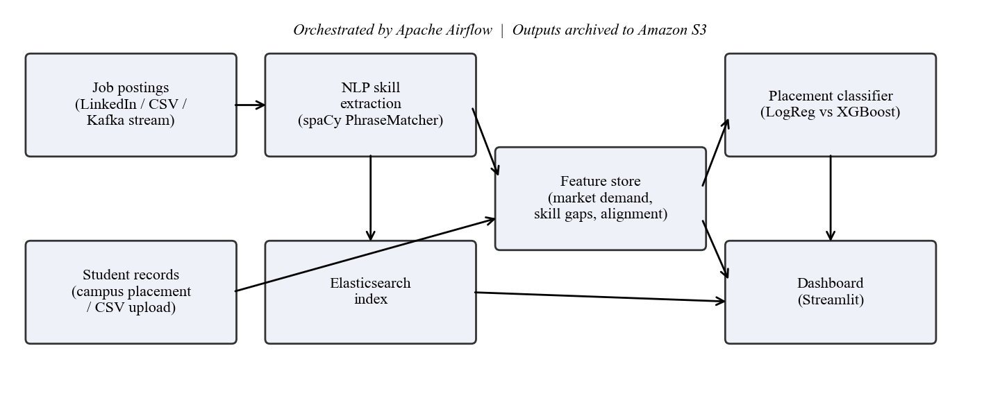 Orchestrated by Apache Airflow | Outputs archived to Amazon S3
Job postings
(LinkedIn / CSV /
Kafka stream)
NLP skill
extraction
(spaCy PhraseMatcher)
Placement classifier
(LogReg vs XGBoost)
Feature store
(market demand,
skill gaps, alignment)
Student records
(campus placement
/ CSV upload)
Elasticsearch
index
Dashboard
(Streamlit)